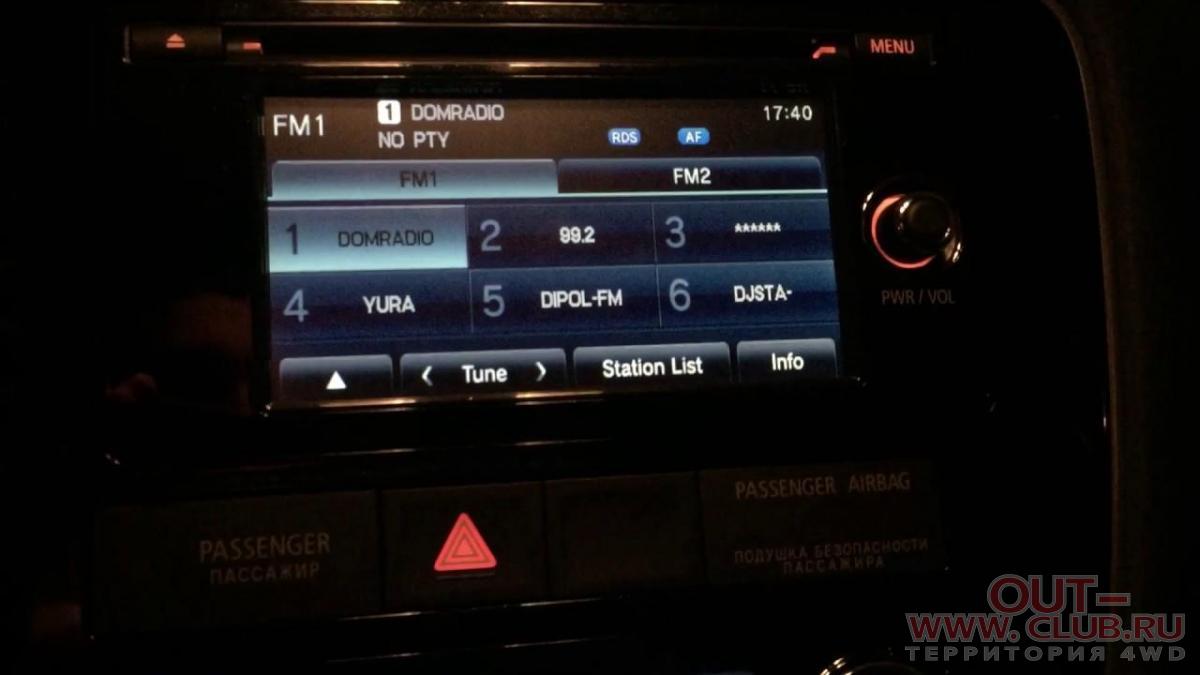 MENU
FM1
1 DOMRADIO
17:40
NO PTY
RDS AF
FM1 FM2
1 DOMRADIO 2 99.2 3 ******
4 YURA 5 DIPOL-FM 6 DJSTA-
< Tune > Station List Info
PWR / VOL
PASSENGER
ПАССАЖИР
PASSENGER AIRBAG
ПОДУШКА БЕЗОПАСНОСТИ
ПАССАЖИРА
OUT-
WWW.CLUB.RU
ТЕРРИТОРИЯ 4WD